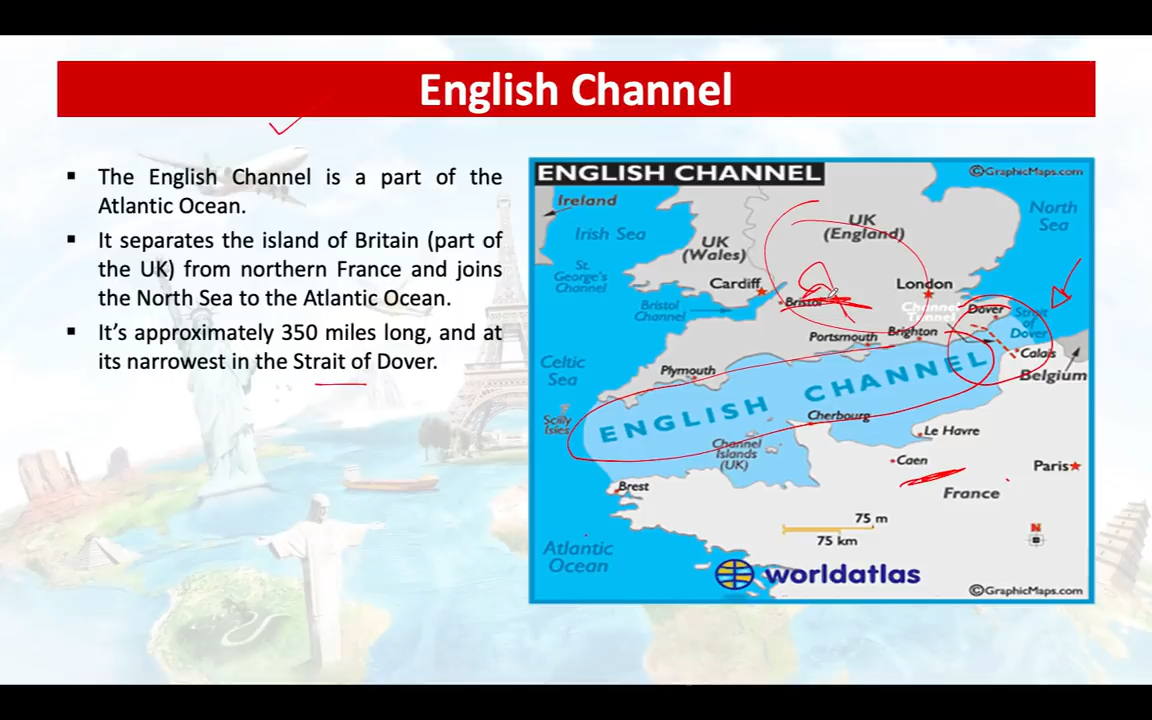 English Channel
▪ The English Channel is a part of the
Atlantic Ocean.
▪ It separates the island of Britain (part of
the UK) from northern France and joins
the North Sea to the Atlantic Ocean.
▪ It’s approximately 350 miles long, and at
its narrowest in the Strait of Dover.
ENGLISH CHANNEL
©GraphicMaps.com
Ireland
North
Sea
UK
(England)
Irish Sea
UK
(Wales)
St.
George's
Channel
Cardiff
London
Bristol
Bristol
Channel
Channel
Tunnel
Dover
Strait
of
Dover
Portsmouth
Brighton
Calais
Belgium
Celtic
Sea
Plymouth
ENGLISH CHANNEL
Scilly
Isles
Cherbourg
Le Havre
Channel
Islands
(UK)
Caen
Paris
Brest
France
75 m
75 km
N
Atlantic
Ocean
worldatlas
©GraphicMaps.com